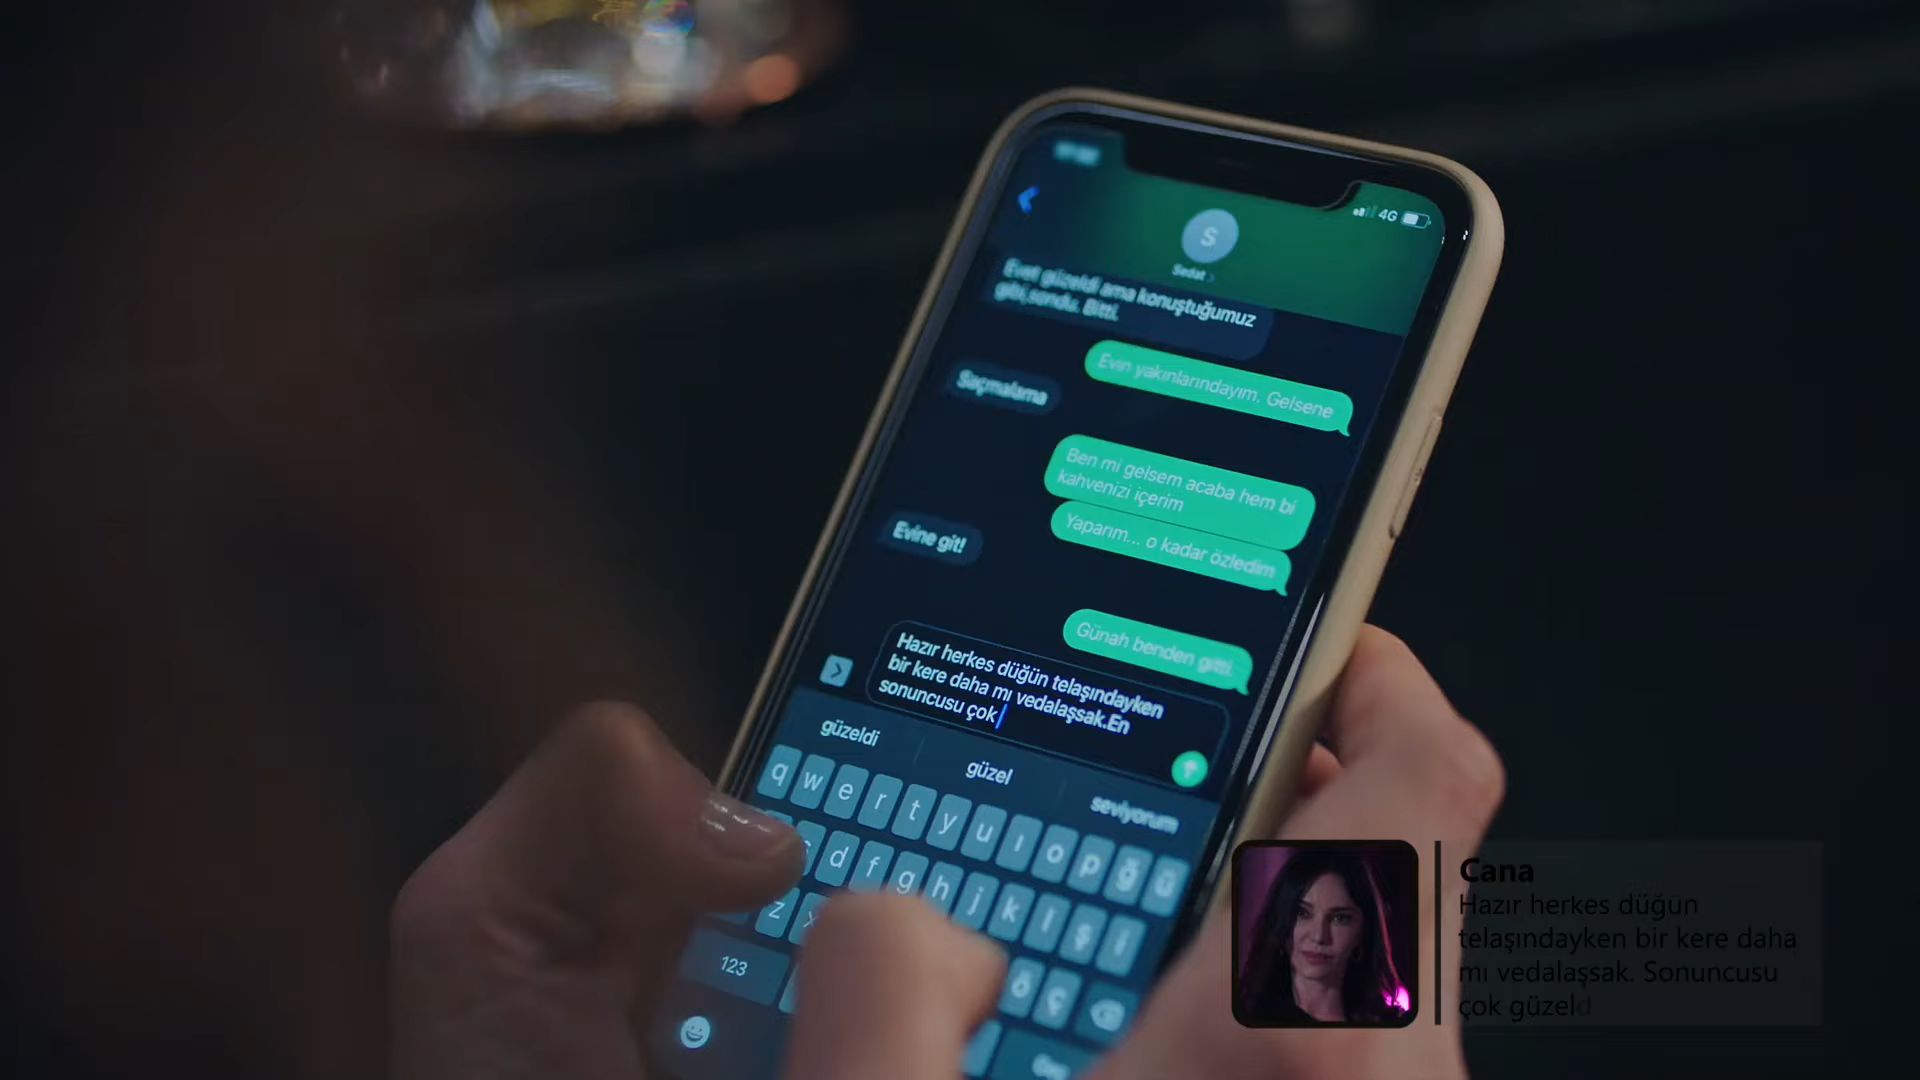 4G
S
Sedat
Evet güzeldi ama konuştuğumuz
gibi,sondu. Bitti.
Evin yakınlarındayım. Gelsene
Saçmalama
Ben mi gelsem acaba hem bi
kahvenizi içerim
Yaparım... o kadar özledim
Evine git!
Günah benden gitti.
Hazır herkes düğün telaşındayken
bir kere daha mı vedalaşsak.En
sonuncusu çok
güzeldi güzel seviyorum
q w e r t y u ı o p ğ ü
d f g h j k l ş i
z
ö ç
123
Cana
Hazır herkes düğün
telaşındayken bir kere daha
mı vedalaşsak. Sonuncusu
çok güzeld